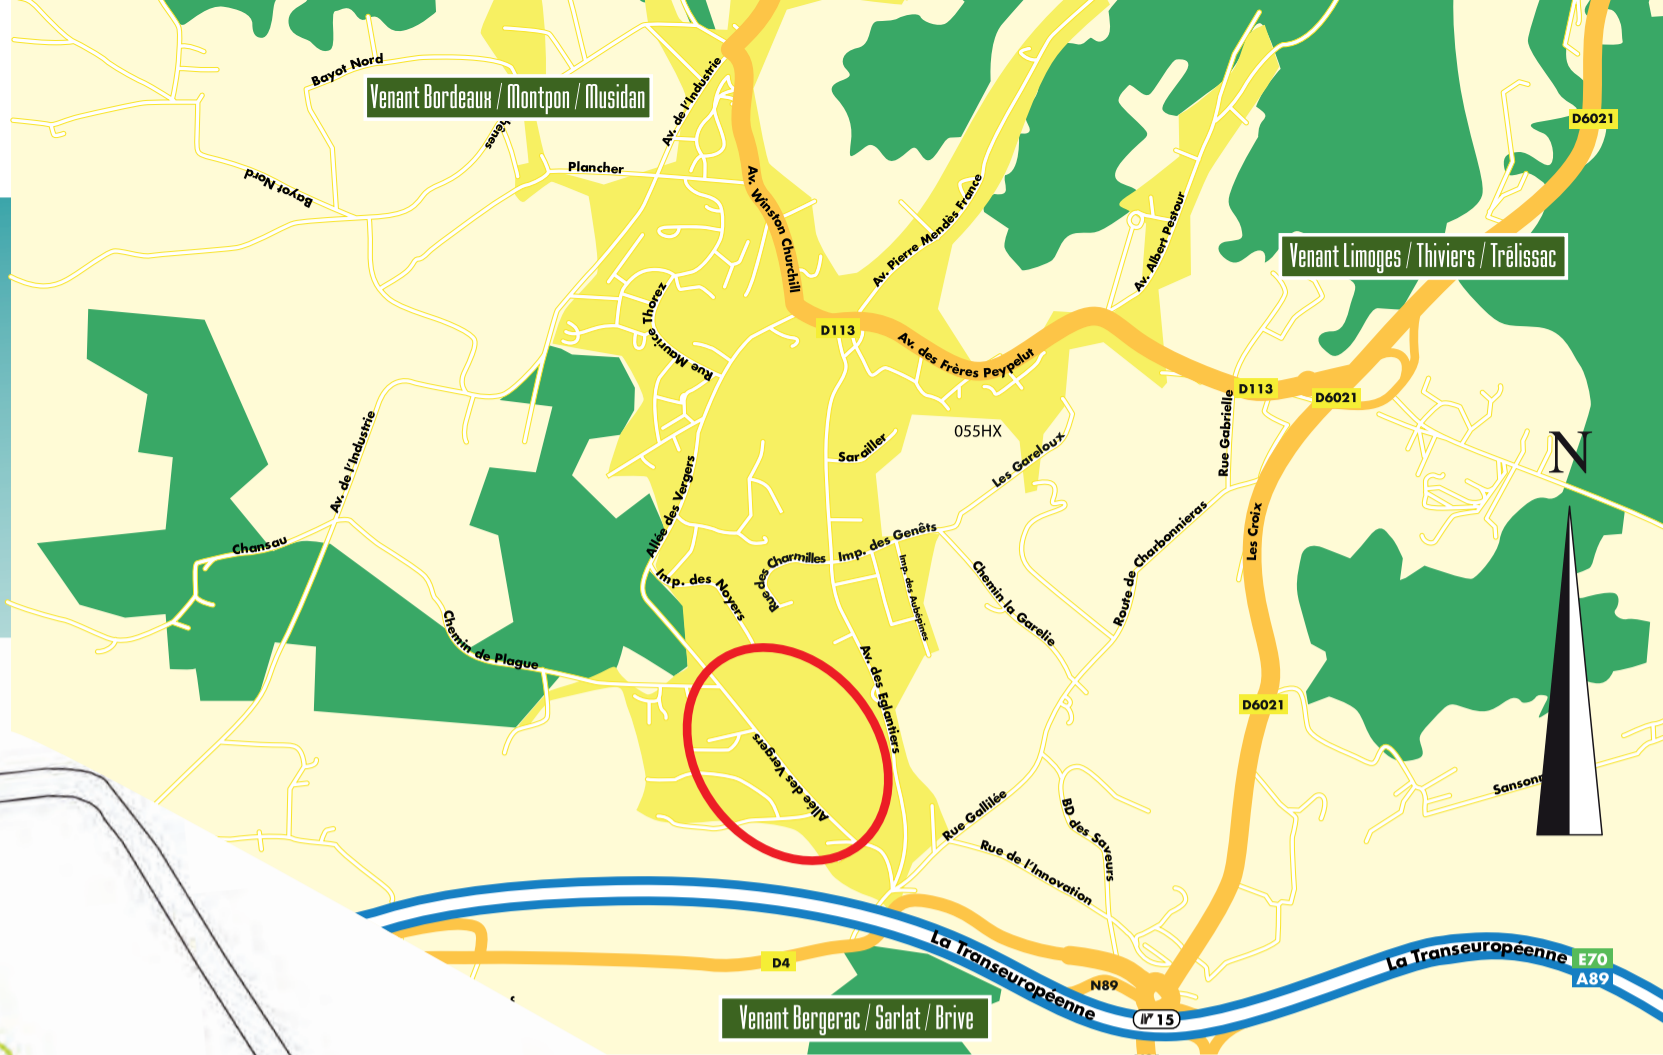 Bayot Nord
Venant Bordeaux / Montpon / Musidan
Av. de l'Industrie
D6021
Plancher
Bayot Nord
Av. Winston Churchill
Av. Pierre Mendès France
Av. Albert Pestour
Venant Limoges / Thiviers / Trélissac
Rue Maurice Thorez
D113
Av. des Frères Peypelut
D113
D6021
055HX
Sarailler
Les Gareloux
Rue Gabrielle
N
Av. de l'Industrie
Allée des Vergers
Chansau
Imp. des Genêts
Rue des Charmilles
Imp. des Aubépines
Route de Charbonnieras
Les Croix
Imp. des Noyers
Chemin la Garelie
Chemin de Plague
Av. des Eglantiers
D6021
Allée des Vergers
Rue Gallilée
BD des Saveurs
Rue de l'Innovation
D4
La Transeuropéenne
La Transeuropéenne
E70
A89
N89
15
Venant Bergerac / Sarlat / Brive